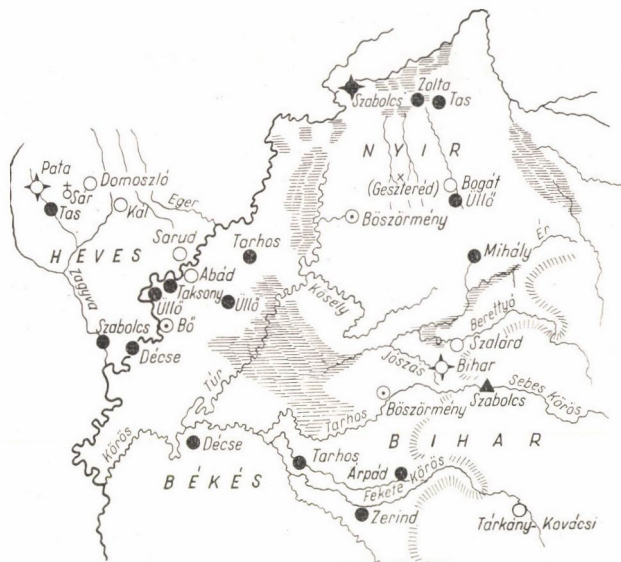 Zolta
Szabolcs
Tas
NYIR
Pata
Sár
Domoszló
Tas
Kál
Eger
(Geszteréd)
Bogát
Üllő
Böszörmény
HEVES
Zagyva
Sarud
Tarhos
Mihály
Ér
Abád
Taksony
Üllő
Üllő
Kösely
Berettyó
Szabolcs
Bő
Décse
Szalárd
Jószás
Bihar
Túr
Sebes Körös
Szabolcs
Böszörmény
Tarhos
BIHAR
Körös
Décse
BÉKÉS
Tarhos
Árpád
Fekete Körös
Zerind
Tárkány-Kovácsi